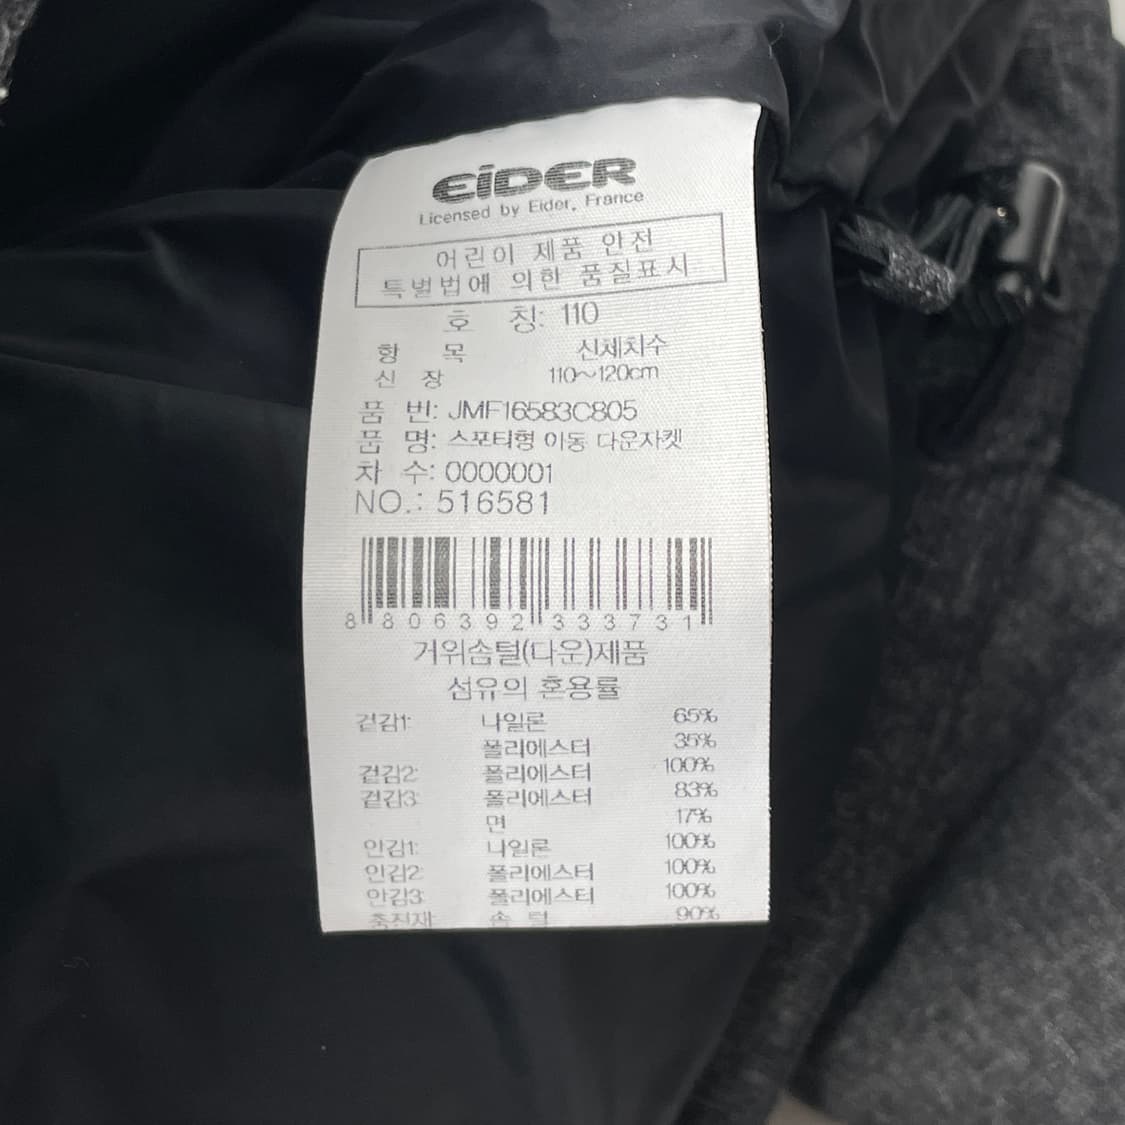 EiDER
Licensed by Eider, France
어린이 제품 안전
특별법에 의한 품질표시
호 칭: 110
항 목 신체치수
신 장 110~120cm
품 번: JMF16583C805
품 명: 스포티형 이동 다운자켓
차 수: 0000001
NO.: 516581
8 806392 333731
거위솜털(다운)제품
섬유의 혼용률
겉감1: 나일론 65%
폴리에스터 35%
겉감2: 폴리에스터 100%
겉감3: 폴리에스터 83%
면 17%
안감1: 나일론 100%
안감2: 폴리에스터 100%
안감3: 폴리에스터 100%
충전재: 솜 털 90%